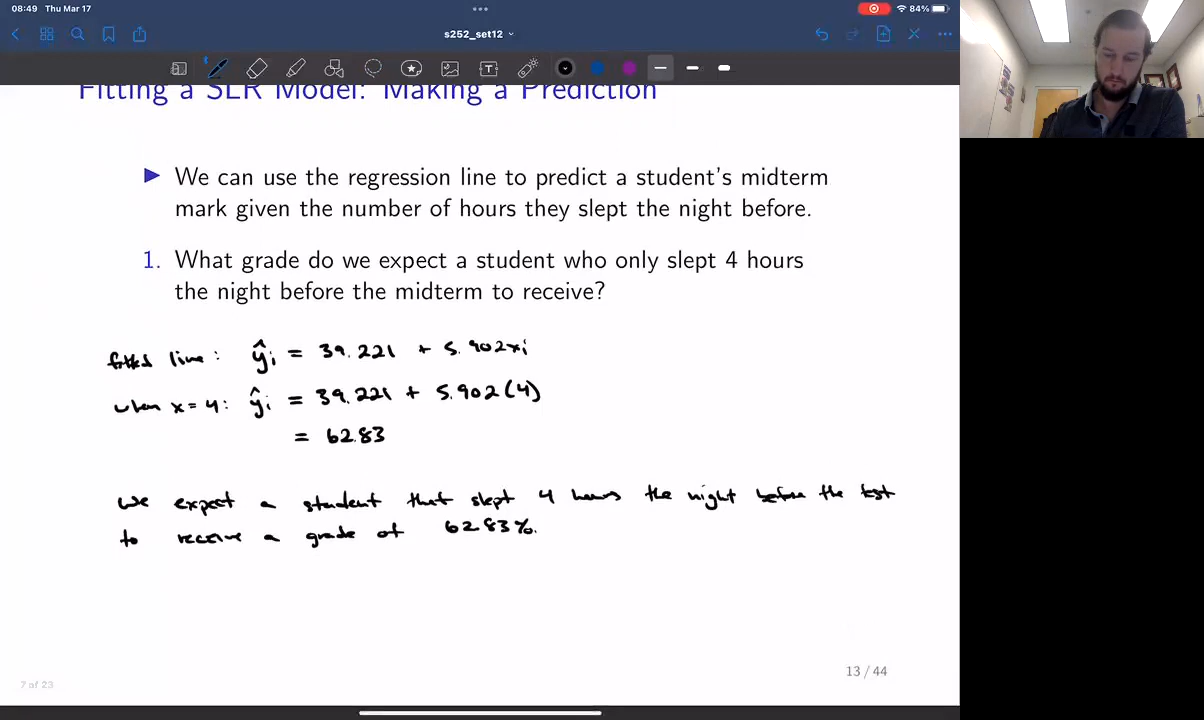 08:49 Thu Mar 17
84%
s252_set12
Fitting a SLR Model: Making a Prediction
We can use the regression line to predict a student's midterm
mark given the number of hours they slept the night before.
1. What grade do we expect a student who only slept 4 hours
the night before the midterm to receive?
fitted line: ŷi = 39.221 + 5.902xi
when x = 4: ŷi = 39.221 + 5.902(4)
= 62.83
We expect a student that slept 4 hours the night before the test
to receive a grade of 62.83%.
13 / 44
7 of 23